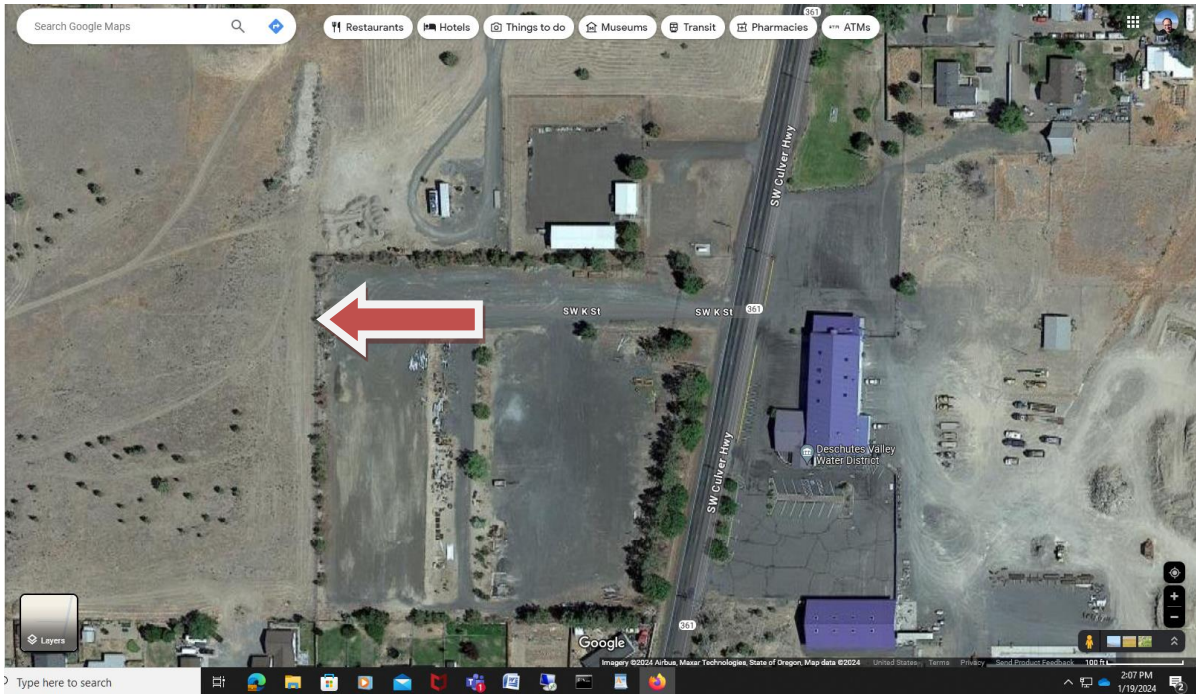 Search Google Maps
Restaurants
Hotels
Things to do
Museums
Transit
Pharmacies
ATMs
361
SW Culver Hwy
SW K St
SW K St
361
Deschutes Valley
Water District
SW Culver Hwy
361
Layers
Google
Imagery ©2024 Airbus, Maxar Technologies, State of Oregon, Map data ©2024 United States Terms Privacy Send Product Feedback 100 ft
Type here to search
2:07 PM
1/19/2024